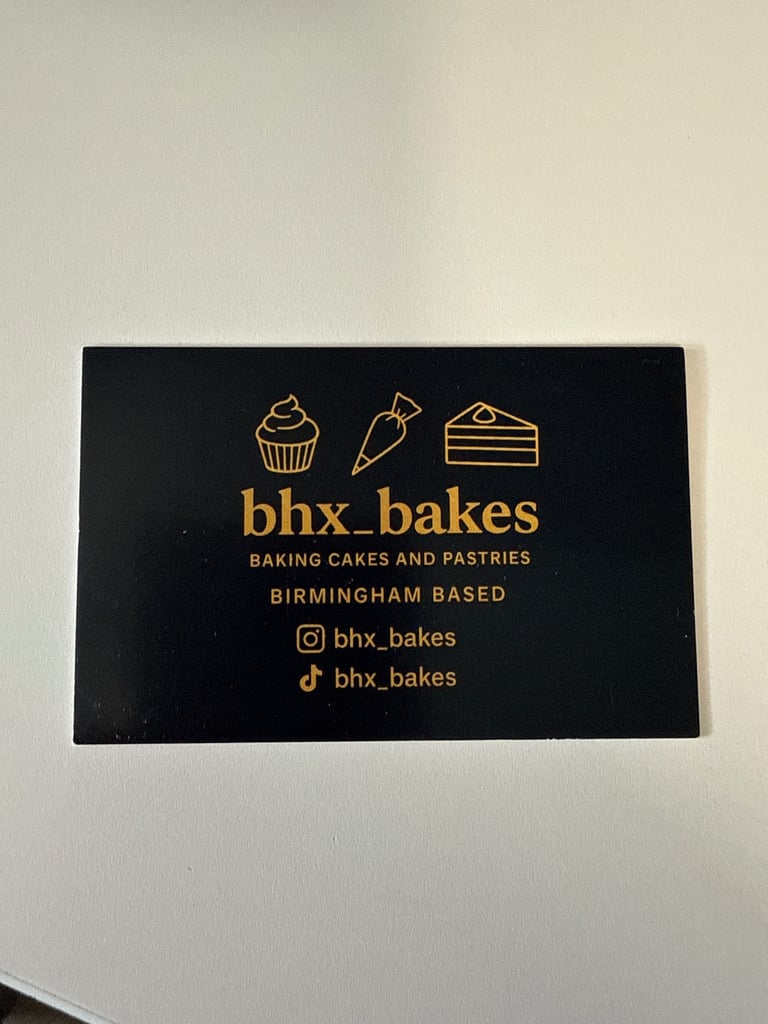 bhx_bakes
BAKING CAKES AND PASTRIES
BIRMINGHAM BASED
bhx_bakes
bhx_bakes